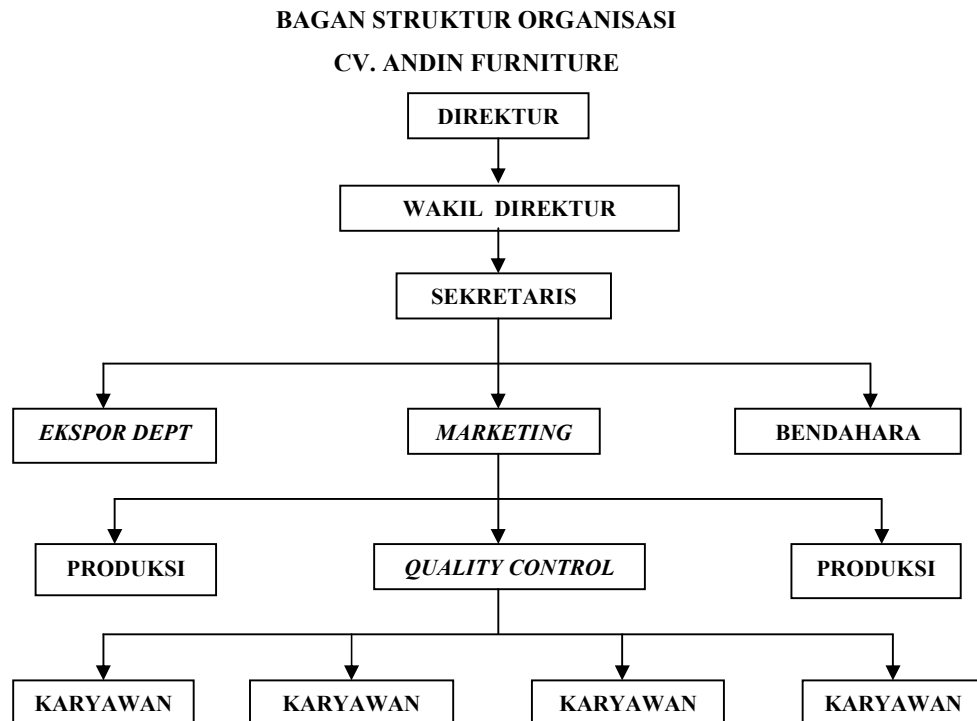 BAGAN STRUKTUR ORGANISASI
CV. ANDIN FURNITURE
DIREKTUR
WAKIL DIREKTUR
SEKRETARIS
EKSPOR DEPT
MARKETING
BENDAHARA
PRODUKSI
QUALITY CONTROL
PRODUKSI
KARYAWAN
KARYAWAN
KARYAWAN
KARYAWAN